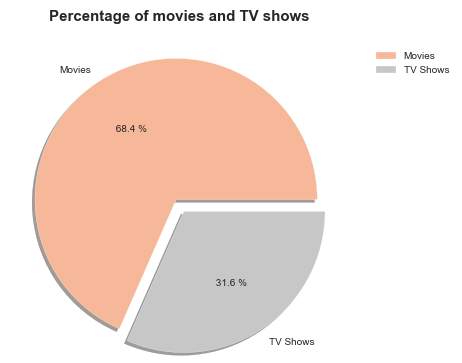 Percentage of movies and TV shows
Movies
TV Shows
Movies
68.4 %
31.6 %
TV Shows